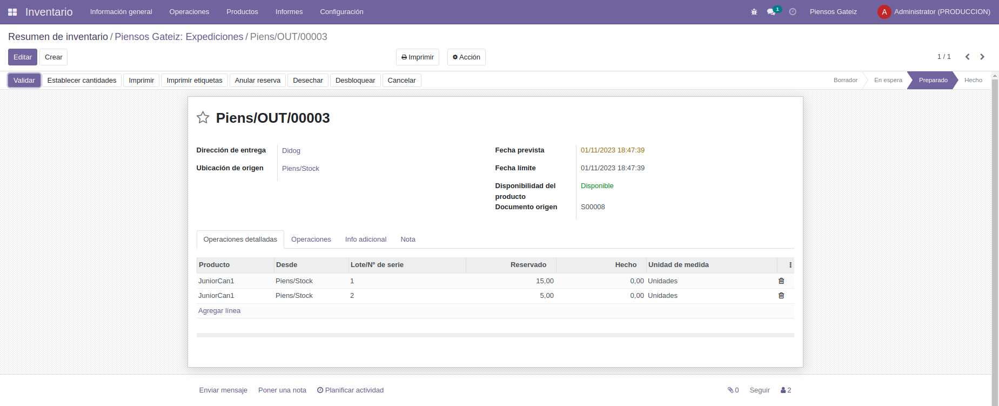 Inventario Información general Operaciones Productos Informes Configuración 1 Piensos Gateiz A Administrator (PRODUCCION)
Resumen de inventario / Piensos Gateiz: Expediciones / Piens/OUT/00003
Editar Crear Imprimir Acción 1 / 1
Validar Establecer cantidades Imprimir Imprimir etiquetas Anular reserva Desechar Desbloquear Cancelar Borrador En espera Preparado Hecho
Piens/OUT/00003
Dirección de entrega Didog Fecha prevista 01/11/2023 18:47:39
Ubicación de origen Piens/Stock Fecha límite 01/11/2023 18:47:39
Disponibilidad del Disponible
producto
Documento origen S00008
Operaciones detalladas Operaciones Info adicional Nota
Producto Desde Lote/Nº de serie Reservado Hecho Unidad de medida
JuniorCan1 Piens/Stock 1 15,00 0,00 Unidades
JuniorCan1 Piens/Stock 2 5,00 0,00 Unidades
Agregar línea
Enviar mensaje Poner una nota Planificar actividad 0 Seguir 2